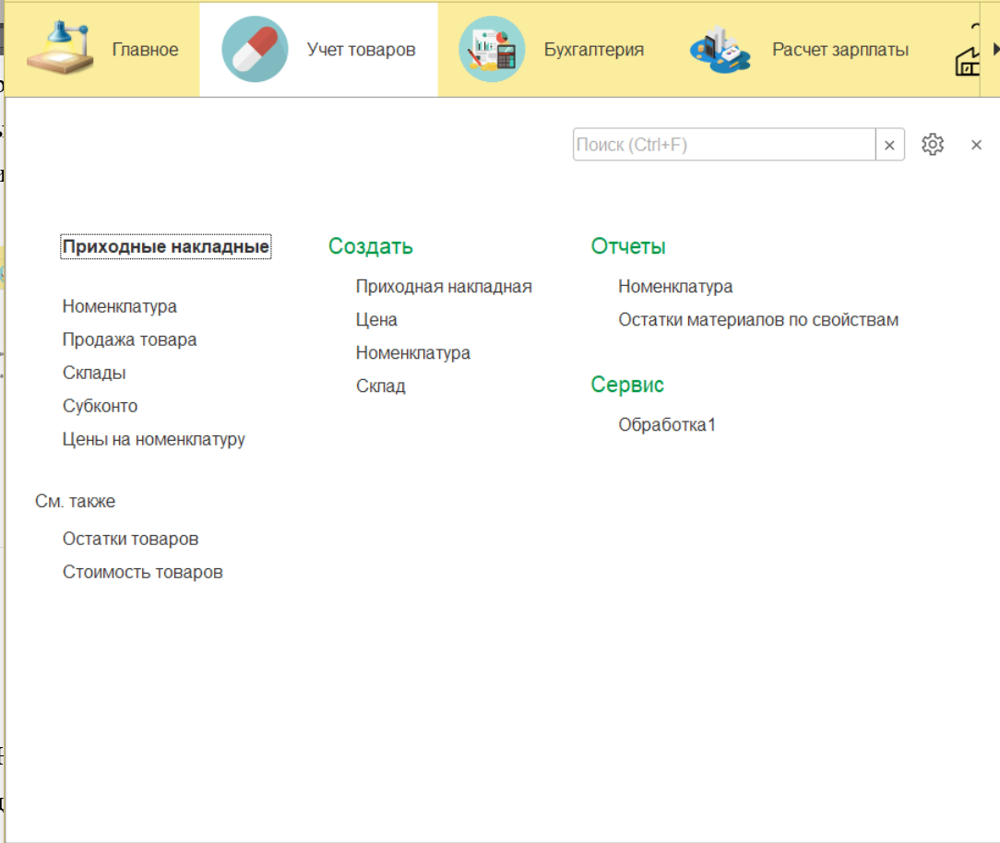 Главное
Учет товаров
Бухгалтерия
Расчет зарплаты
Поиск (Ctrl+F)
Приходные накладные
Номенклатура
Продажа товара
Склады
Субконто
Цены на номенклатуру
См. также
Остатки товаров
Стоимость товаров
Создать
Приходная накладная
Цена
Номенклатура
Склад
Отчеты
Номенклатура
Остатки материалов по свойствам
Сервис
Обработка1